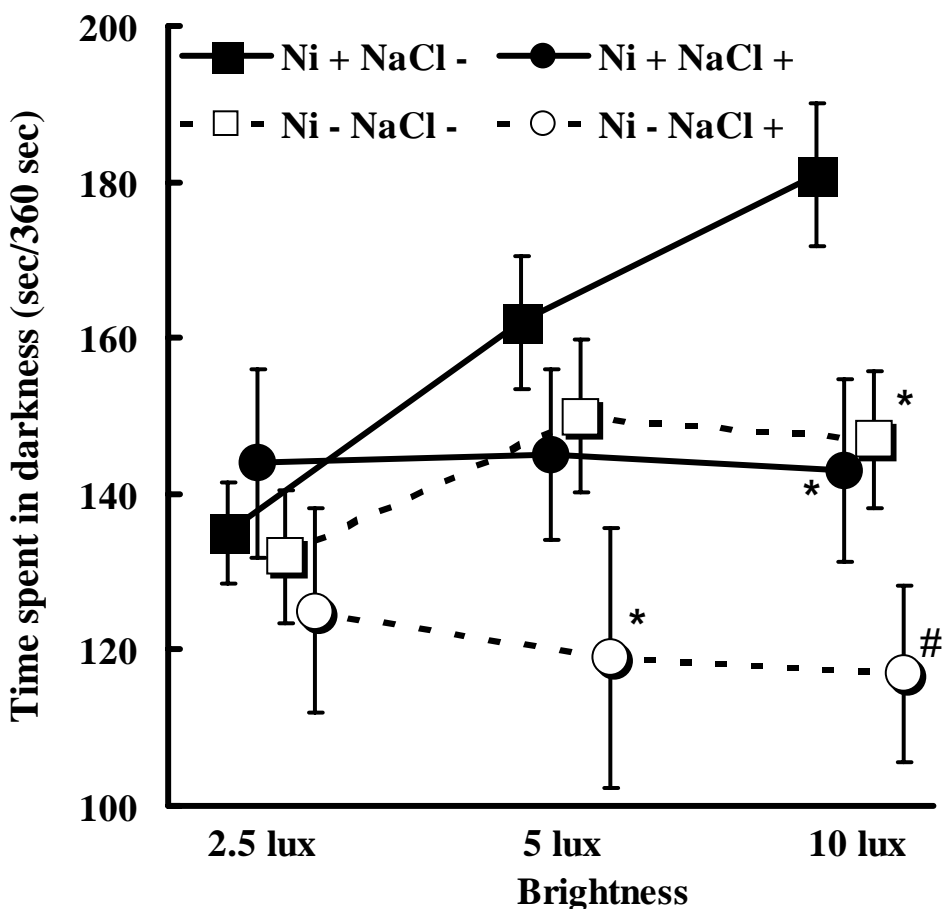 200
Ni + NaCl - Ni + NaCl +
Ni - NaCl - Ni - NaCl +
180
160
140
120
100
Time spent in darkness (sec/360 sec)
*
*
*
#
2.5 lux 5 lux 10 lux
Brightness